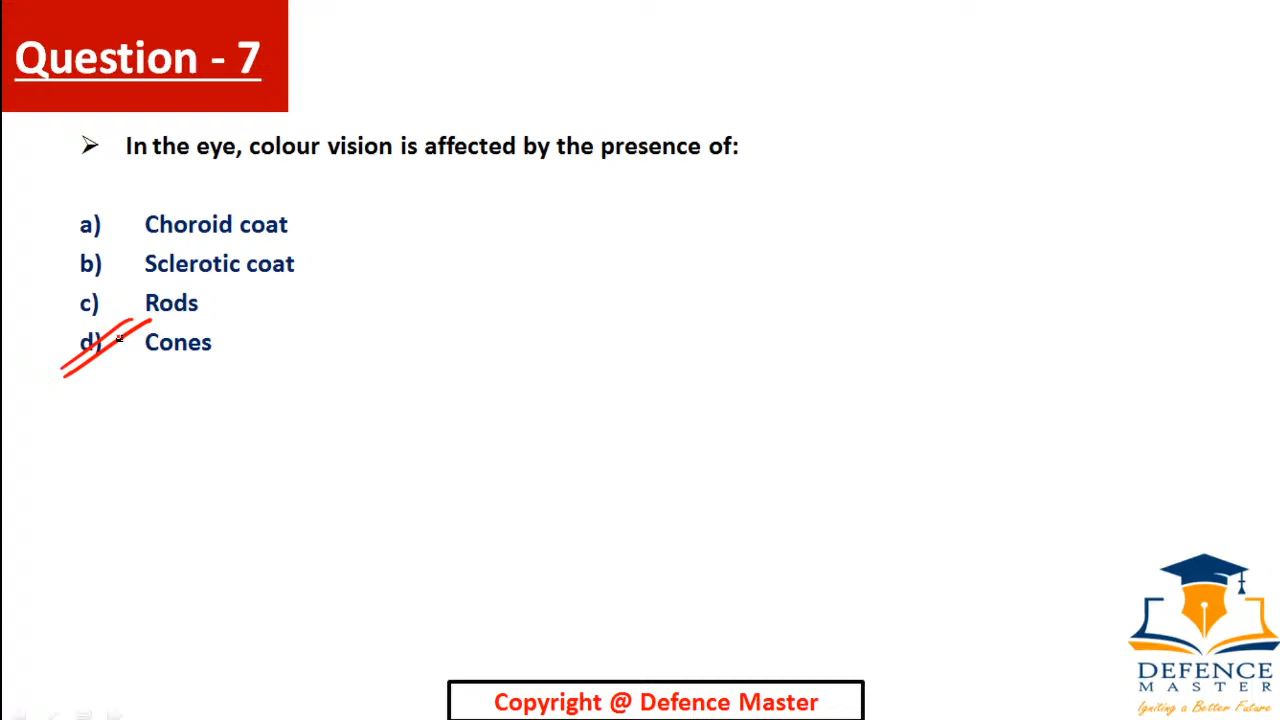 Question - 7
➢ In the eye, colour vision is affected by the presence of:
a) Choroid coat
b) Sclerotic coat
c) Rods
d) Cones
DEFENCE
MASTER
Igniting a Better Future
Copyright @ Defence Master